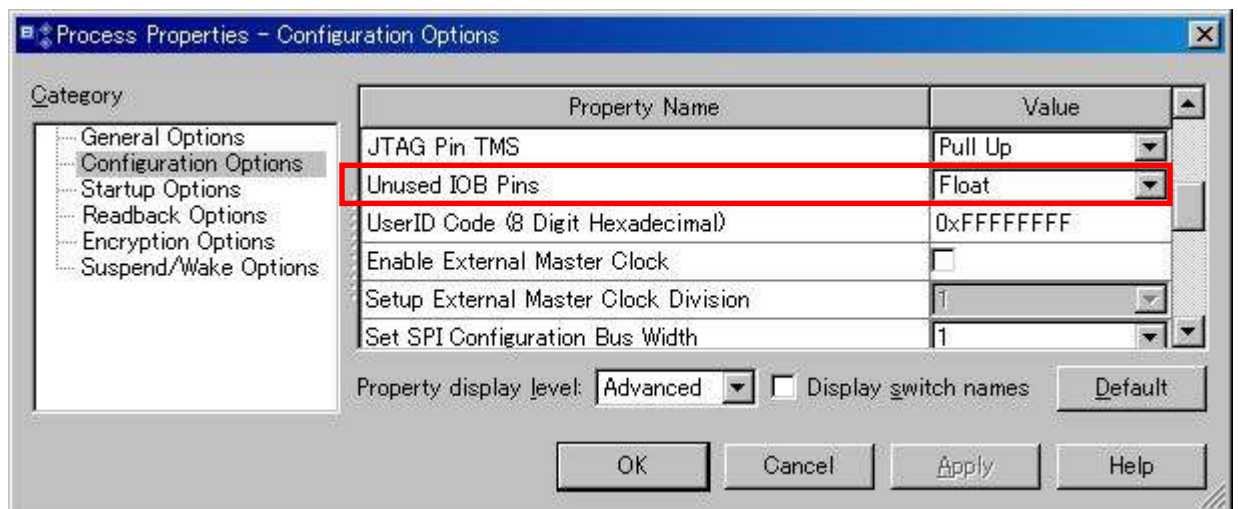 Process Properties - Configuration Options
Category
General Options
Configuration Options
Startup Options
Readback Options
Encryption Options
Suspend/Wake Options
Property Name Value
JTAG Pin TMS Pull Up
Unused IOB Pins Float
UserID Code (8 Digit Hexadecimal) 0xFFFFFFFF
Enable External Master Clock
Setup External Master Clock Division 1
Set SPI Configuration Bus Width 1
Property display level: Advanced Display switch names Default
OK Cancel Apply Help